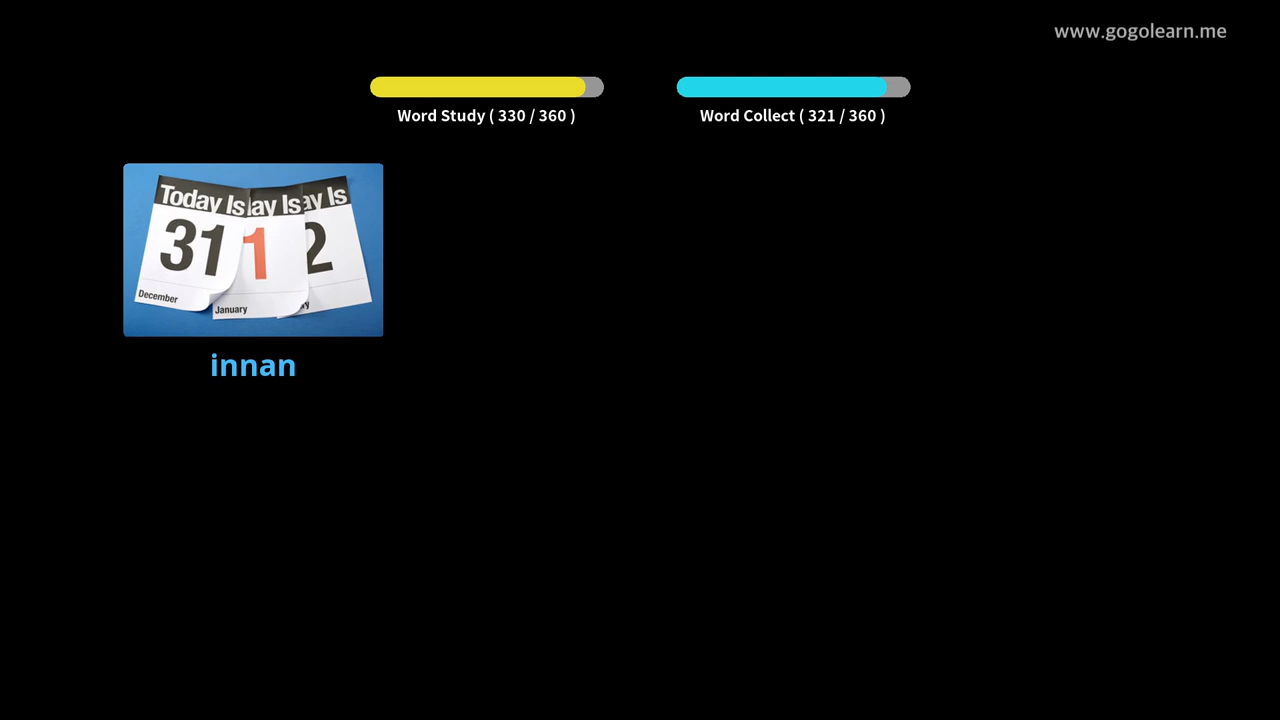 www.gogolearn.me
Word Study ( 330 / 360 )
Word Collect ( 321 / 360 )
Today Is
ay Is
ay Is
31
1
2
December
January
innan